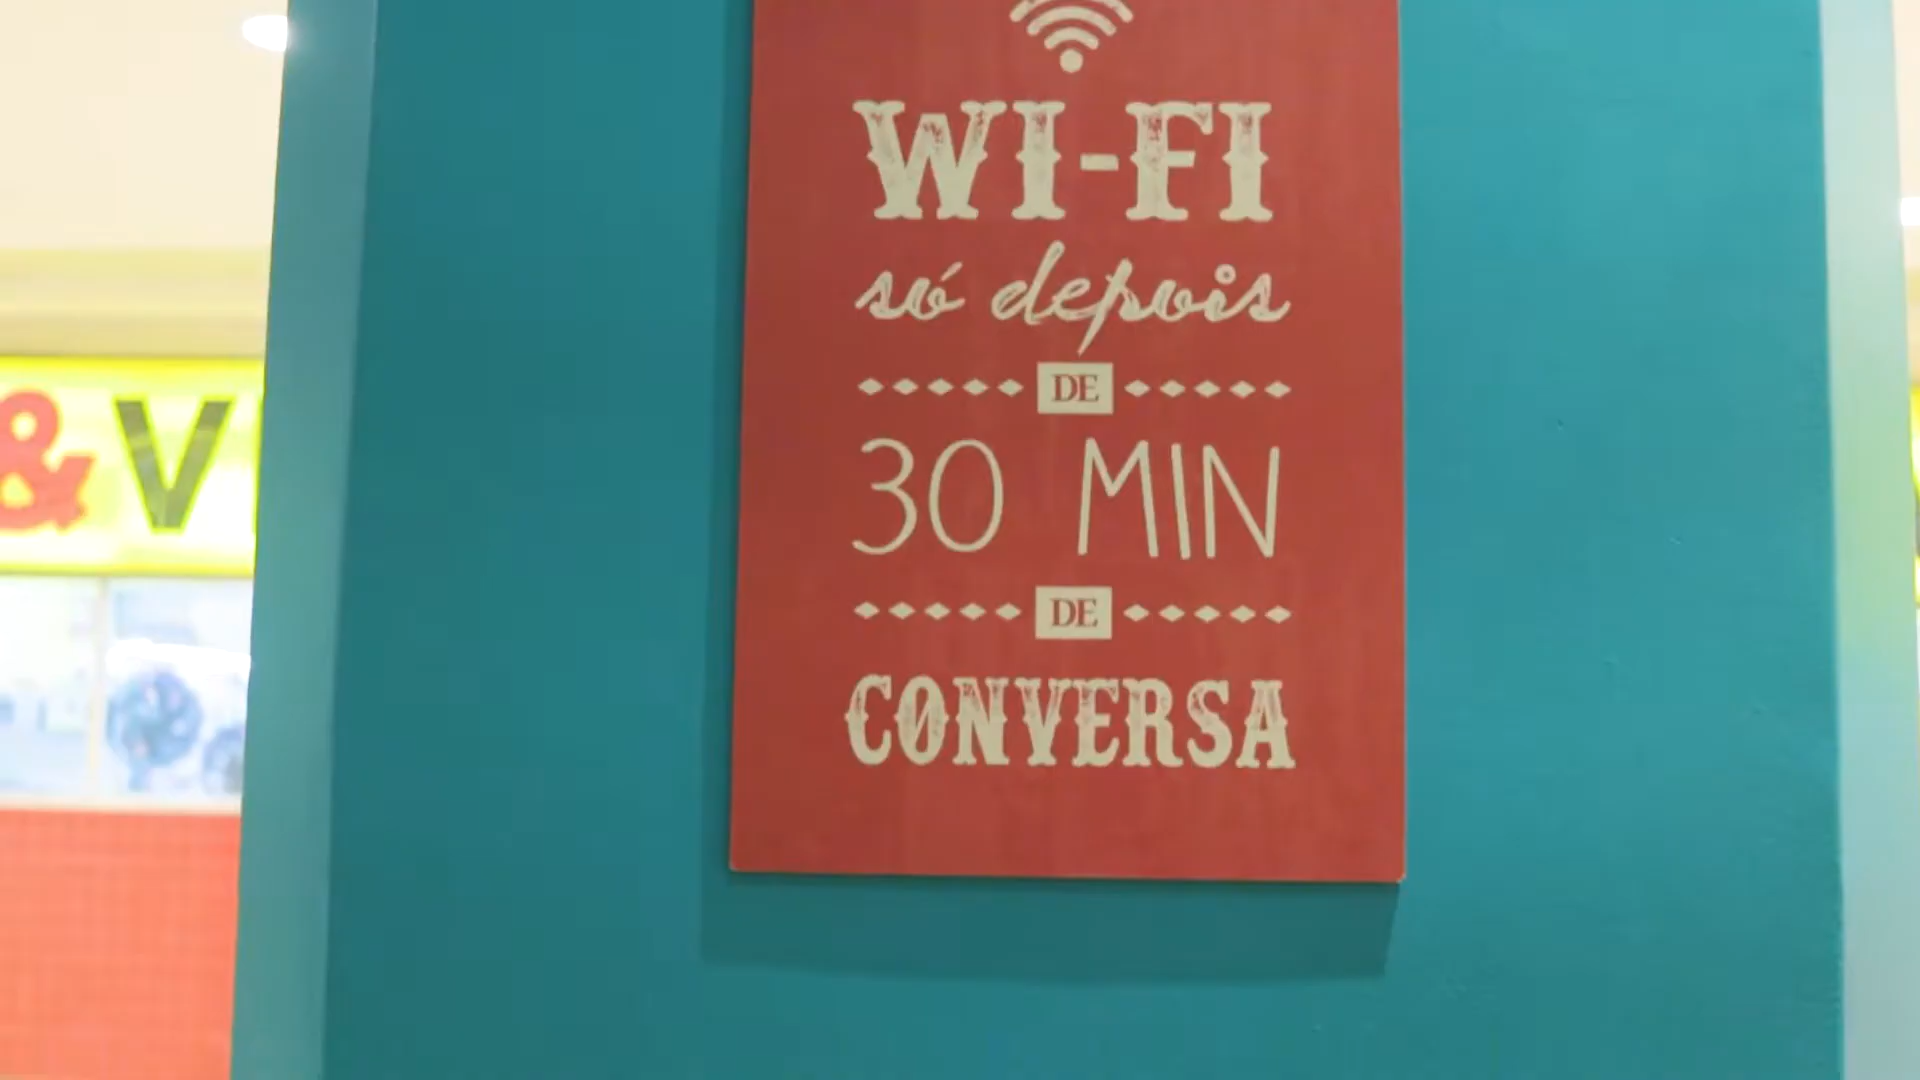 WI-FI
só depois
DE
30 MIN
DE
CONVERSA
& V